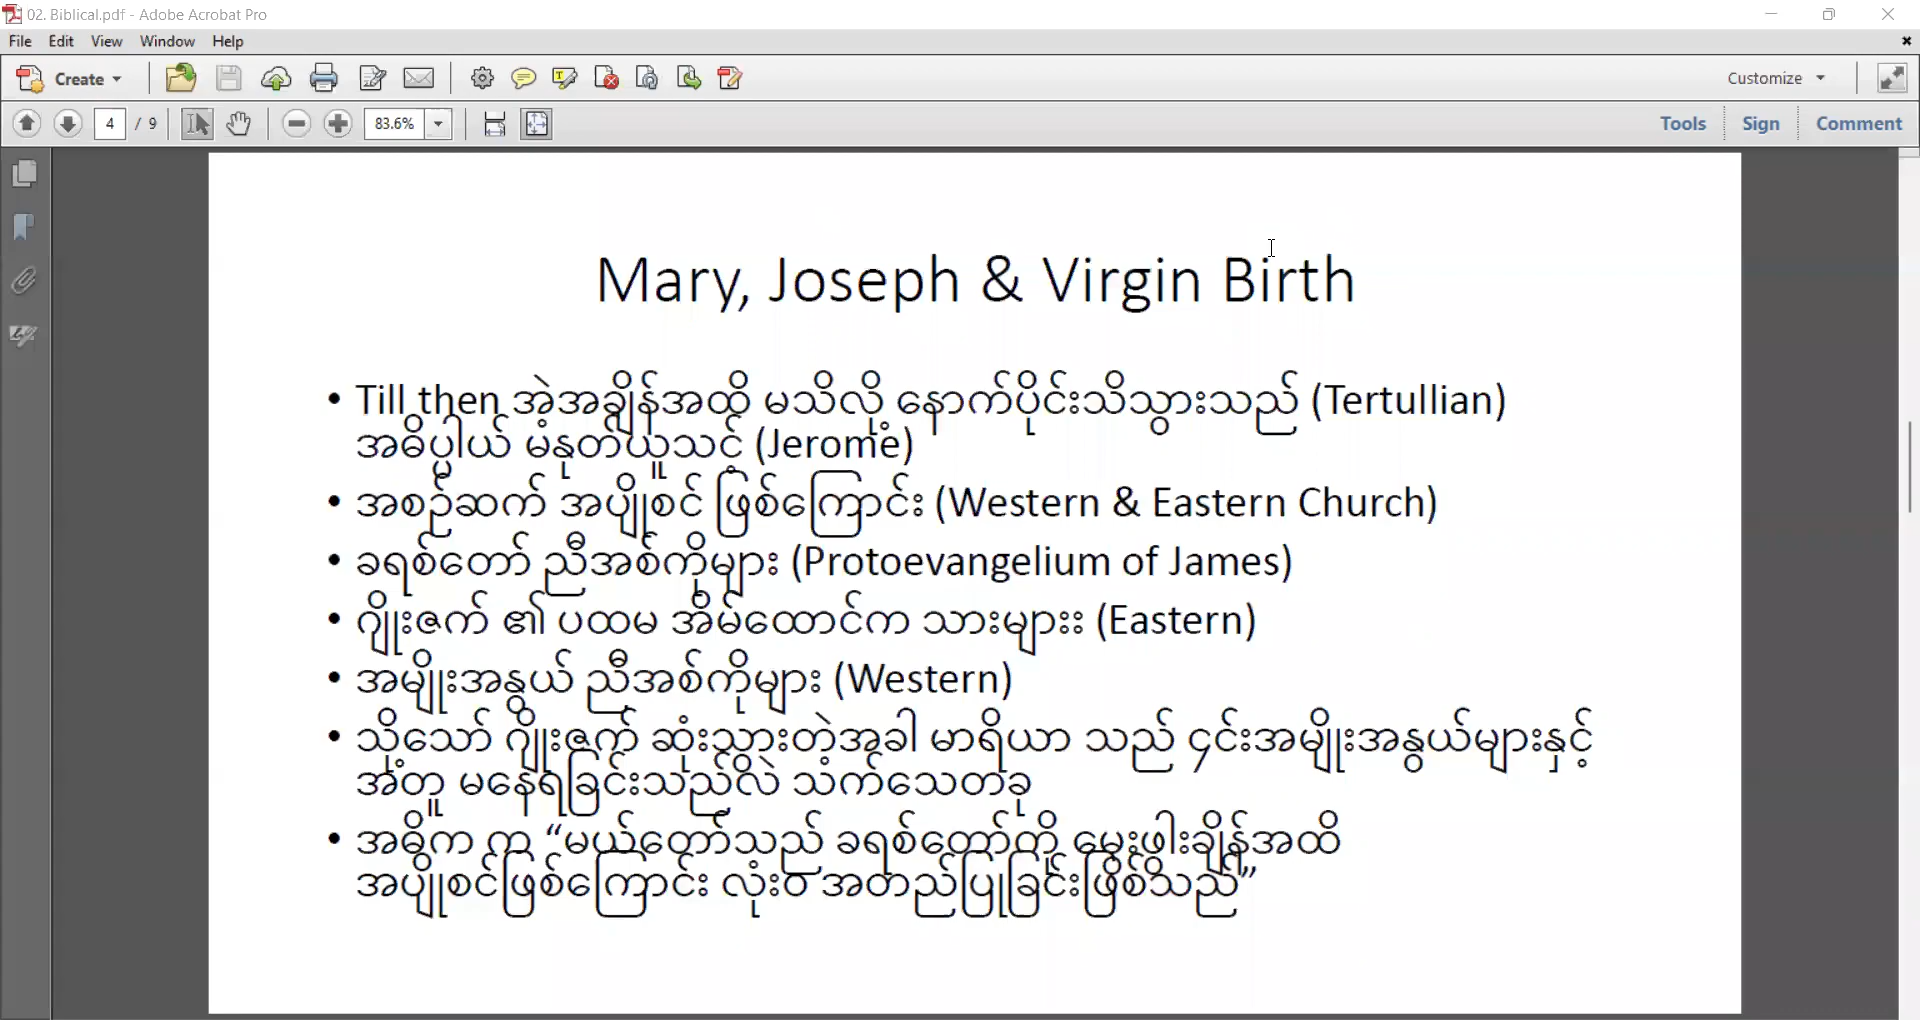 02. Biblical.pdf - Adobe Acrobat Pro
File Edit View Window Help
Create Customize
4 / 9 83.6% Tools Sign Comment
Mary, Joseph & Virgin Birth
• Till then အဲ့အချိန်အထိ မသိလို့ နောက်ပိုင်းသိသွားသည် (Tertullian)
အဓိပ္ပါယ် မနုတ်ယူသင့် (Jerome)
• အစဉ်ဆက် အပျိုစင် ဖြစ်ကြောင်း (Western & Eastern Church)
• ခရစ်တော် ညီအစ်ကိုများ (Protoevangelium of James)
• ဂျိုးဇက် ၏ ပထမ အိမ်ထောင်က သားများး (Eastern)
• အမျိုးအနွယ် ညီအစ်ကိုများ (Western)
• သို့သော် ဂျိုးဇက် ဆုံးသွားတဲ့အခါ မာရိယာ သည် ၄င်းအမျိုးအနွယ်များနှင့်
အတူ မနေရခြင်းသည်လဲ သက်သေတခု
• အဓိက က “မယ်တော်သည် ခရစ်တော်ကို မွေးဖွါးချိန်အထိ
အပျိုစင်ဖြစ်ကြောင်း လုံးဝ အတည်ပြုခြင်းဖြစ်သည်”